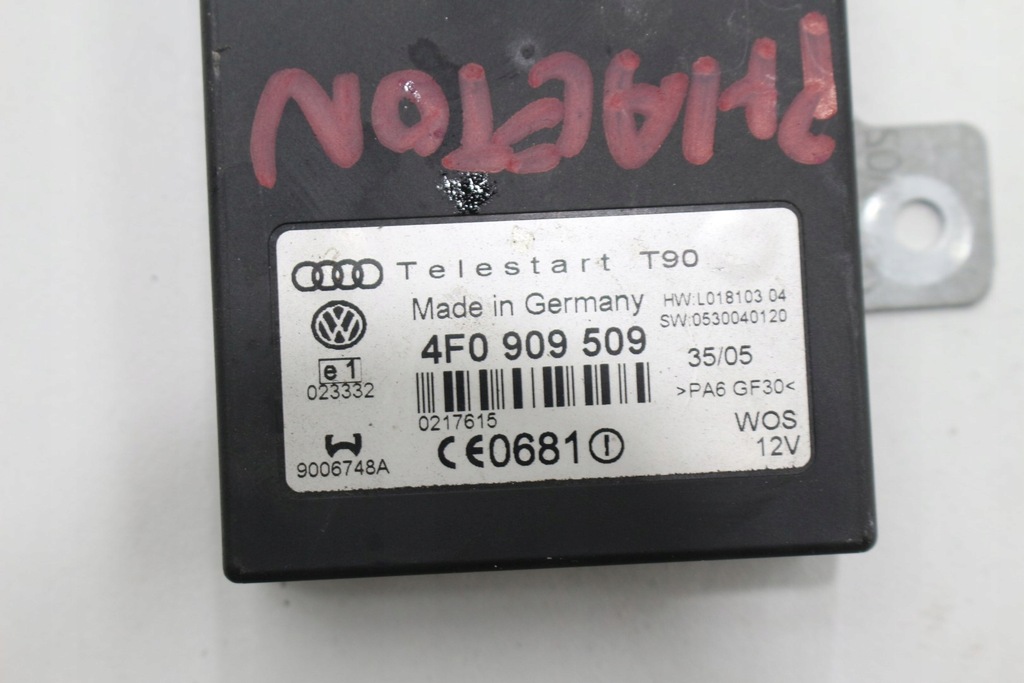 PHAETON
Telestart T90
Made in Germany
HW:L018103 04
SW:0530040120
4F0 909 509
35/05
e1
023332
>PA6 GF30<
0217615
WOS
12V
CE0681
9006748A